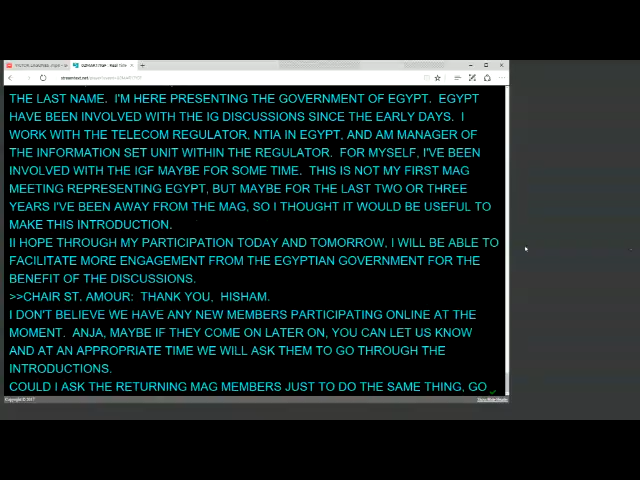 THE LAST NAME.  I'M HERE PRESENTING THE GOVERNMENT OF EGYPT.  EGYPT
HAVE BEEN INVOLVED WITH THE IG DISCUSSIONS SINCE THE EARLY DAYS.  I
WORK WITH THE TELECOM REGULATOR, NTIA IN EGYPT, AND AM MANAGER OF
THE INFORMATION SET UNIT WITHIN THE REGULATOR.  FOR MYSELF, I'VE BEEN
INVOLVED WITH THE IGF MAYBE FOR SOME TIME.  THIS IS NOT MY FIRST MAG
MEETING REPRESENTING EGYPT, BUT MAYBE FOR THE LAST TWO OR THREE
YEARS I'VE BEEN AWAY FROM THE MAG, SO I THOUGHT IT WOULD BE USEFUL TO
MAKE THIS INTRODUCTION.
II HOPE THROUGH MY PARTICIPATION TODAY AND TOMORROW, I WILL BE ABLE TO
FACILITATE MORE ENGAGEMENT FROM THE EGYPTIAN GOVERNMENT FOR THE
BENEFIT OF THE DISCUSSIONS.
>>CHAIR ST. AMOUR:  THANK YOU,  HISHAM.
I DON'T BELIEVE WE HAVE ANY NEW MEMBERS PARTICIPATING ONLINE AT THE
MOMENT.  ANJA, MAYBE IF THEY COME ON LATER ON, YOU CAN LET US KNOW
AND AT AN APPROPRIATE TIME WE WILL ASK THEM TO GO THROUGH THE
INTRODUCTIONS.
COULD I ASK THE RETURNING MAG MEMBERS JUST TO DO THE SAME THING, GO
Copyright © 2017